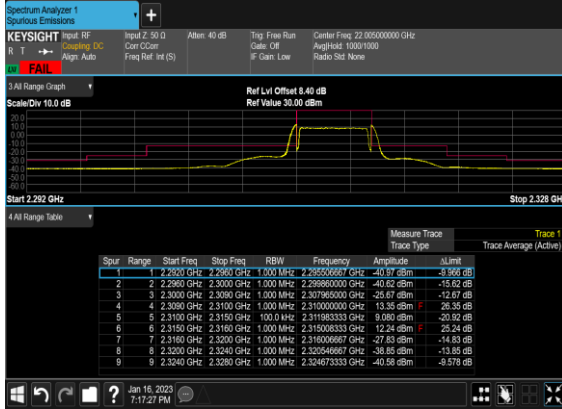 Spectrum Analyzer 1
Spurious Emissions
+
KEYSIGHT Input: RF Input Z: 50 Ω Atten: 40 dB Trig: Free Run Center Freq: 22.005000000 GHz
R T Coupling: DC Corr CCorr Gate: Off Avg|Hold: 1000/1000
Align: Auto Freq Ref: Int (S) IF Gain: Low Radio Std: None
FAIL
3 All Range Graph
Ref Lvl Offset 8.40 dB
Scale/Div 10.0 dB Ref Value 30.00 dBm
20.0
10.0
0.00
-10.0
-20.0
-30.0
-40.0
-50.0
-60.0
Start 2.292 GHz Stop 2.328 GHz
4 All Range Table
Measure Trace Trace 1
Trace Type Trace Average (Active)
Spur Range Start Freq Stop Freq RBW Frequency Amplitude ΔLimit
1 1 2.2920 GHz 2.2960 GHz 1.000 MHz 2.295506667 GHz -40.97 dBm -9.966 dB
2 2 2.2960 GHz 2.3000 GHz 1.000 MHz 2.299860000 GHz -40.62 dBm -15.62 dB
3 3 2.3000 GHz 2.3090 GHz 1.000 MHz 2.307965000 GHz -25.67 dBm -12.67 dB
4 4 2.3090 GHz 2.3100 GHz 1.000 MHz 2.310000000 GHz 13.35 dBm F 26.35 dB
5 5 2.3100 GHz 2.3150 GHz 100.0 kHz 2.311983333 GHz 9.080 dBm -20.92 dB
6 6 2.3150 GHz 2.3160 GHz 1.000 MHz 2.315008333 GHz 12.24 dBm F 25.24 dB
7 7 2.3160 GHz 2.3200 GHz 1.000 MHz 2.316006667 GHz -27.83 dBm -14.83 dB
8 8 2.3200 GHz 2.3240 GHz 1.000 MHz 2.320546667 GHz -38.85 dBm -13.85 dB
9 9 2.3240 GHz 2.3280 GHz 1.000 MHz 2.324673333 GHz -40.58 dBm -9.578 dB
? Jan 16, 2023
7:17:27 PM